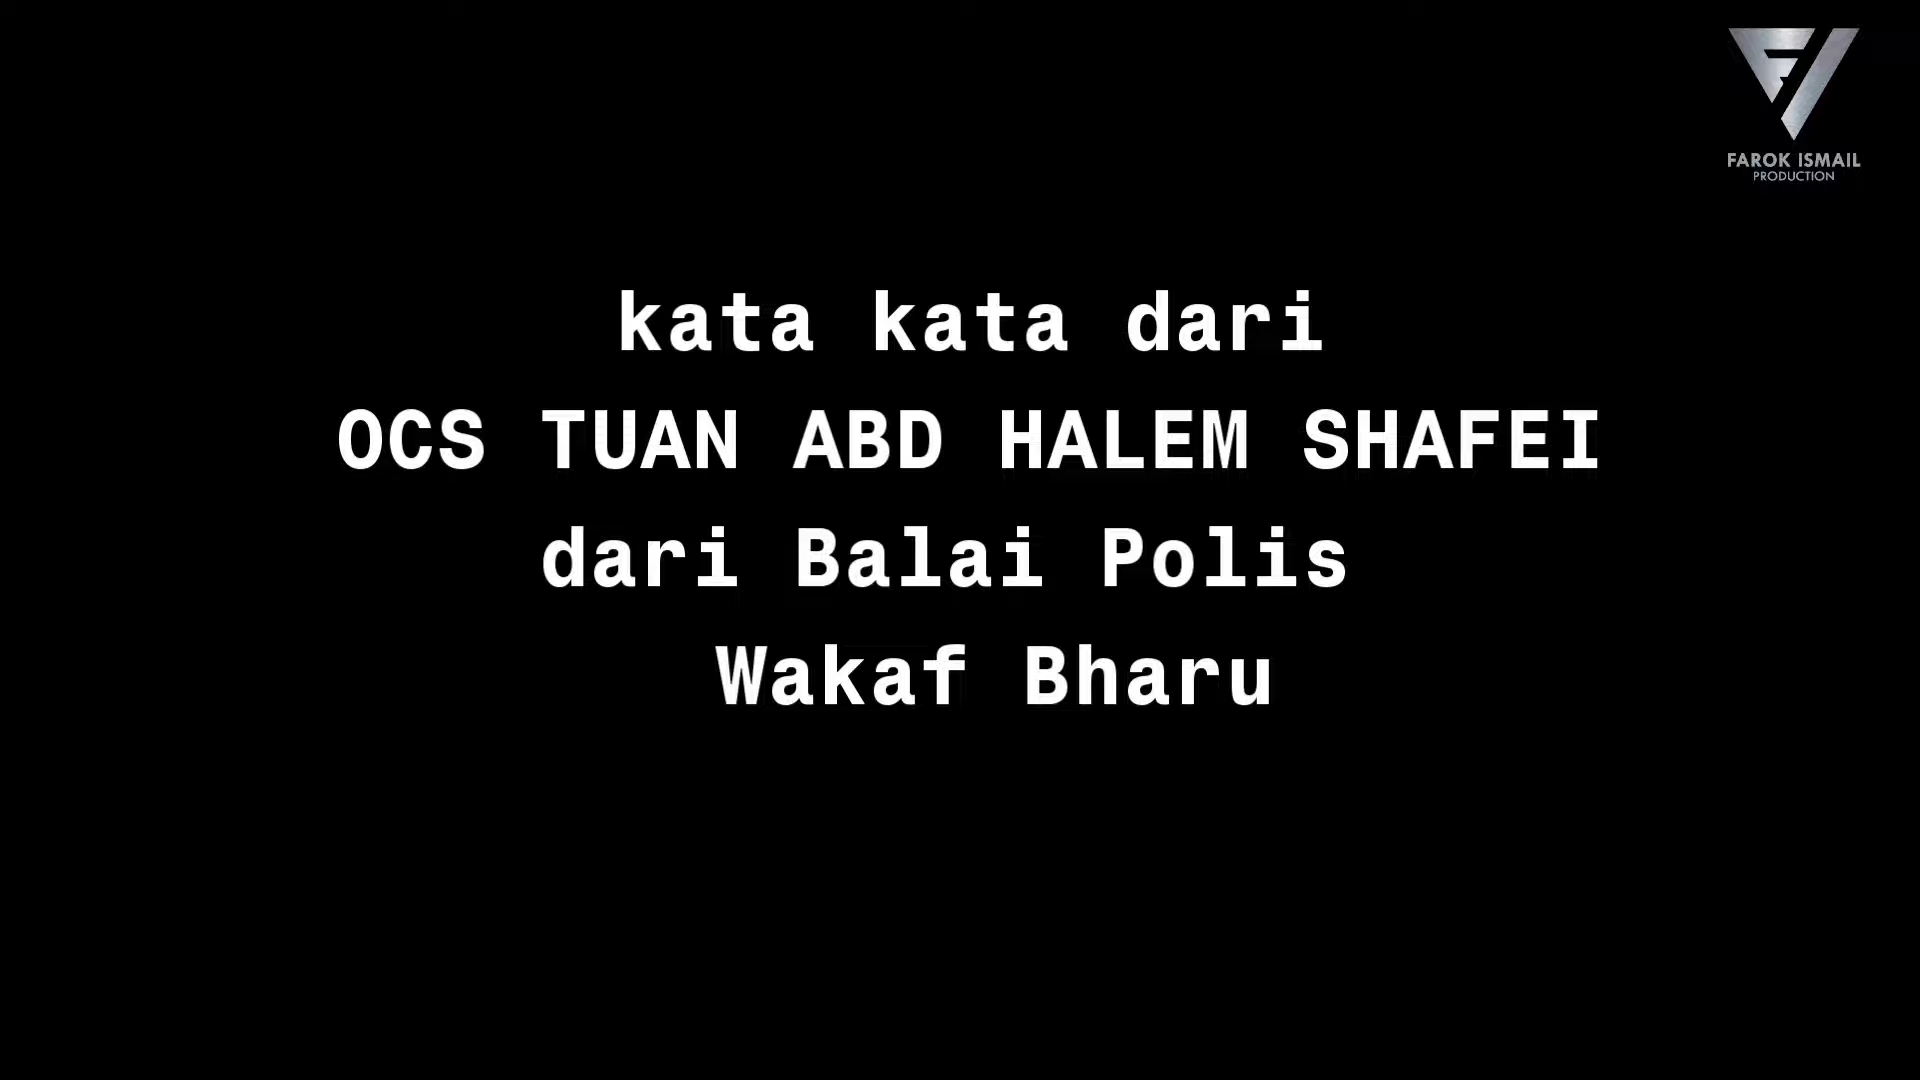 FAROK ISMAIL
PRODUCTION
kata kata dari
OCS TUAN ABD HALEM SHAFEI
dari Balai Polis
Wakaf Bharu